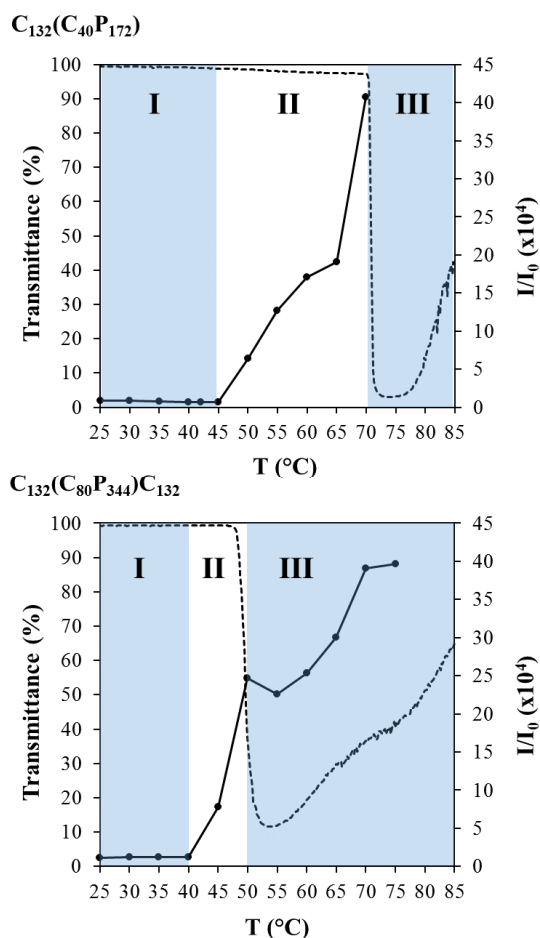 C₁₃₂(C₄₀P₁₇₂)
100
90
80
70
60
50
40
30
20
10
0
Transmittance (%)
I
II
III
45
40
35
30
25
20
15
10
5
0
I/I₀ (x10⁴)
25 30 35 40 45 50 55 60 65 70 75 80 85
T (°C)
C₁₃₂(C₈₀P₃₄₄)C₁₃₂
100
90
80
70
60
50
40
30
20
10
0
Transmittance (%)
I
II
III
45
40
35
30
25
20
15
10
5
0
I/I₀ (x10⁴)
25 30 35 40 45 50 55 60 65 70 75 80 85
T (°C)